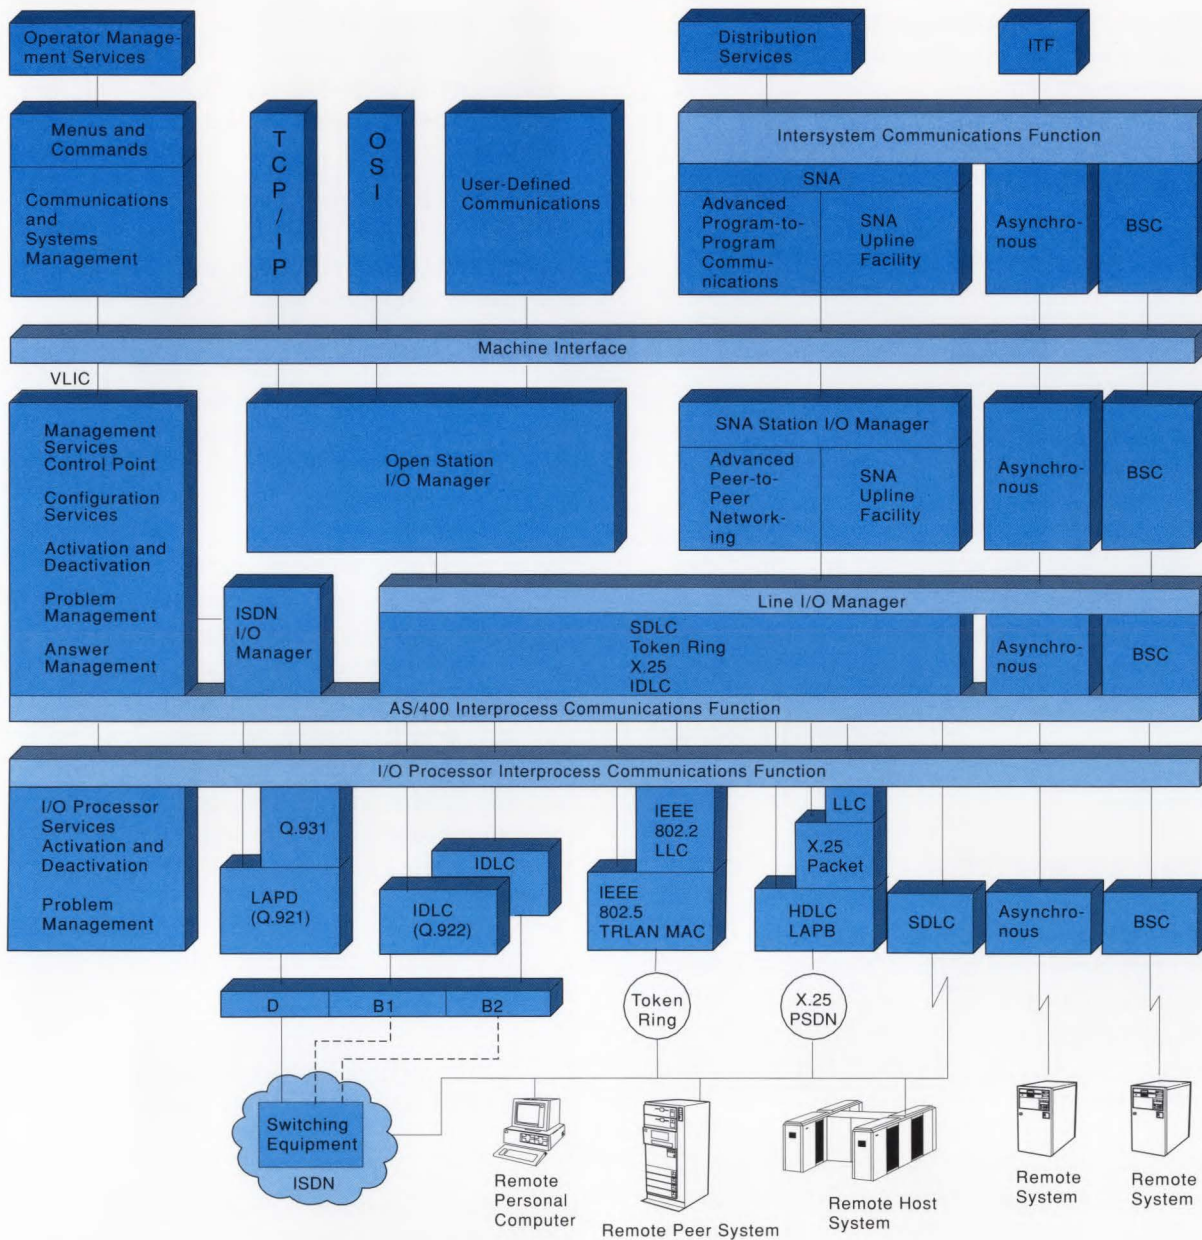 Operator Manage-
ment Services
Distribution
Services
ITF
Menus and
Commands
Communications
and
Systems
Management
TCP/IP
OSI
User-Defined
Communications
Intersystem Communications Function
SNA
Advanced
Program-to-
Program
Commu-
nications
SNA
Upline
Facility
Asynchro-
nous
BSC
Machine Interface
VLIC
Management
Services
Control Point
Configuration
Services
Activation and
Deactivation
Problem
Management
Answer
Management
Open Station
I/O Manager
SNA Station I/O Manager
Advanced
Peer-to-
Peer
Network-
ing
SNA
Upline
Facility
Asynchro-
nous
BSC
ISDN
I/O
Manager
Line I/O Manager
SDLC
Token Ring
X.25
IDLC
Asynchro-
nous
BSC
AS/400 Interprocess Communications Function
I/O Processor Interprocess Communications Function
I/O Processor
Services
Activation and
Deactivation
Problem
Management
Q.931
LAPD
(Q.921)
IDLC
IDLC
(Q.922)
IEEE
802.2
LLC
IEEE
802.5
TRLAN MAC
LLC
X.25
Packet
HDLC
LAPB
SDLC
Asynchro-
nous
BSC
D
B1
B2
Token
Ring
X.25
PSDN
Switching
Equipment
ISDN
Remote
Personal
Computer
Remote Peer System
Remote Host
System
Remote
System
Remote
System